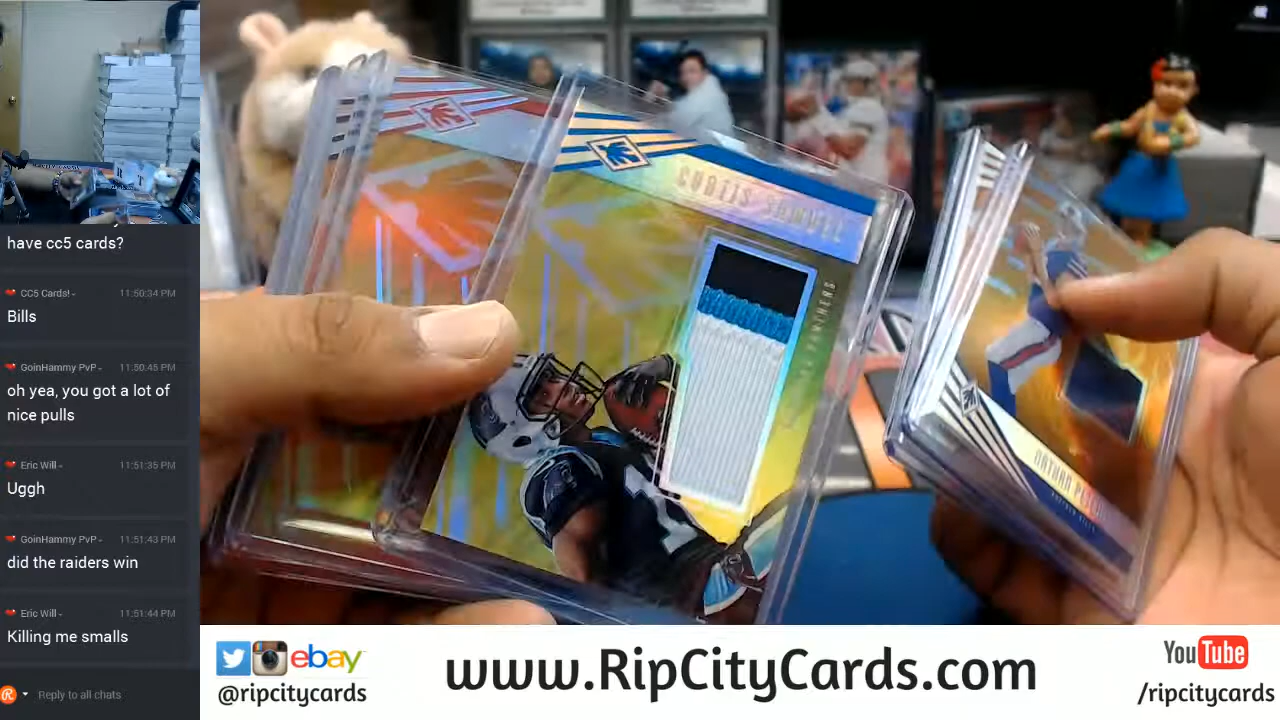 have cc5 cards?
CC5 Cards! 11:50:34 PM
Bills
GoinHammy PvP 11:50:45 PM
oh yea, you got a lot of
nice pulls
Eric Will 11:51:35 PM
Uggh
GoinHammy PvP 11:51:43 PM
did the raiders win
Eric Will 11:51:44 PM
Killing me smalls
Reply to all chats
CURTIS SAMUEL
PANTHERS
NATHAN
ebay
@ripcitycards
www.RipCityCards.com
YouTube
/ripcitycards